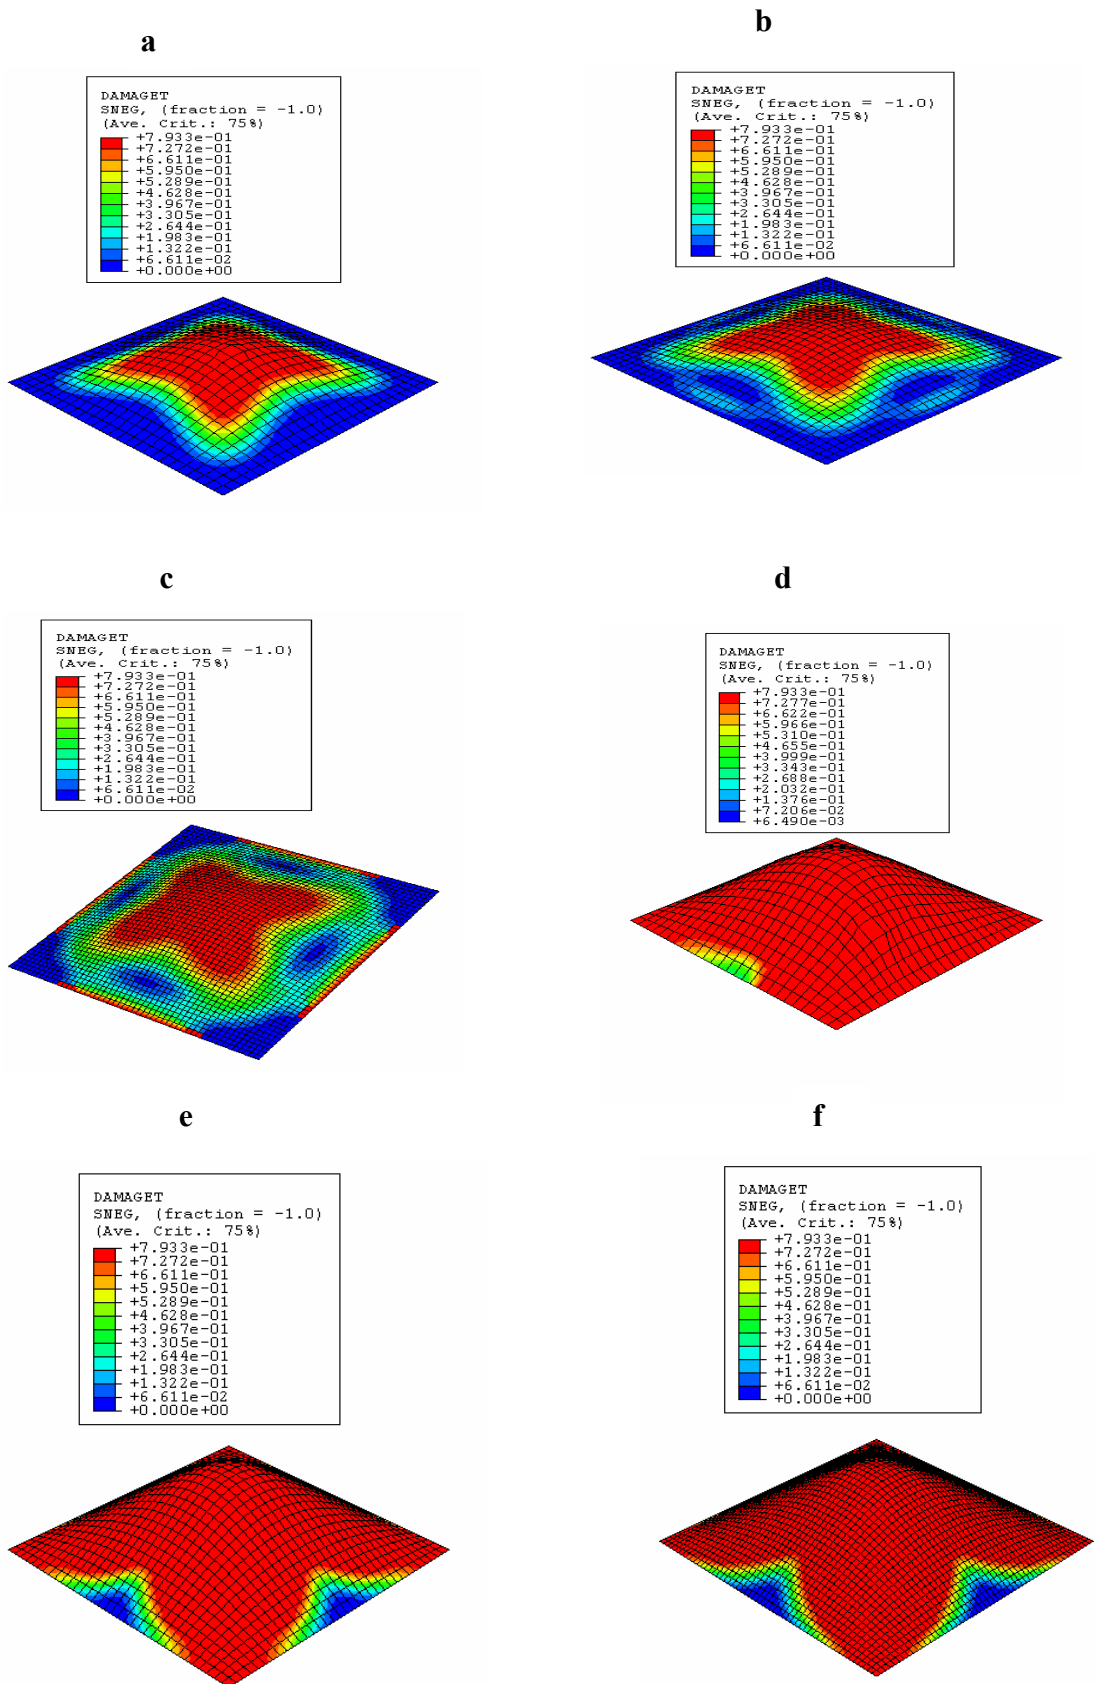 a
DAMAGET
SNEG, (fraction = -1.0)
(Ave. Crit.: 75%)
+7.933e-01
+7.272e-01
+6.611e-01
+5.950e-01
+5.289e-01
+4.628e-01
+3.967e-01
+3.305e-01
+2.644e-01
+1.983e-01
+1.322e-01
+6.611e-02
+0.000e+00
b
DAMAGET
SNEG, (fraction = -1.0)
(Ave. Crit.: 75%)
+7.933e-01
+7.272e-01
+6.611e-01
+5.950e-01
+5.289e-01
+4.628e-01
+3.967e-01
+3.305e-01
+2.644e-01
+1.983e-01
+1.322e-01
+6.611e-02
+0.000e+00
c
DAMAGET
SNEG, (fraction = -1.0)
(Ave. Crit.: 75%)
+7.933e-01
+7.272e-01
+6.611e-01
+5.950e-01
+5.289e-01
+4.628e-01
+3.967e-01
+3.305e-01
+2.644e-01
+1.983e-01
+1.322e-01
+6.611e-02
+0.000e+00
d
DAMAGET
SNEG, (fraction = -1.0)
(Ave. Crit.: 75%)
+7.933e-01
+7.277e-01
+6.622e-01
+5.966e-01
+5.310e-01
+4.655e-01
+3.999e-01
+3.343e-01
+2.688e-01
+2.032e-01
+1.376e-01
+7.206e-02
+6.490e-03
e
DAMAGET
SNEG, (fraction = -1.0)
(Ave. Crit.: 75%)
+7.933e-01
+7.272e-01
+6.611e-01
+5.950e-01
+5.289e-01
+4.628e-01
+3.967e-01
+3.305e-01
+2.644e-01
+1.983e-01
+1.322e-01
+6.611e-02
+0.000e+00
f
DAMAGET
SNEG, (fraction = -1.0)
(Ave. Crit.: 75%)
+7.933e-01
+7.272e-01
+6.611e-01
+5.950e-01
+5.289e-01
+4.628e-01
+3.967e-01
+3.305e-01
+2.644e-01
+1.983e-01
+1.322e-01
+6.611e-02
+0.000e+00